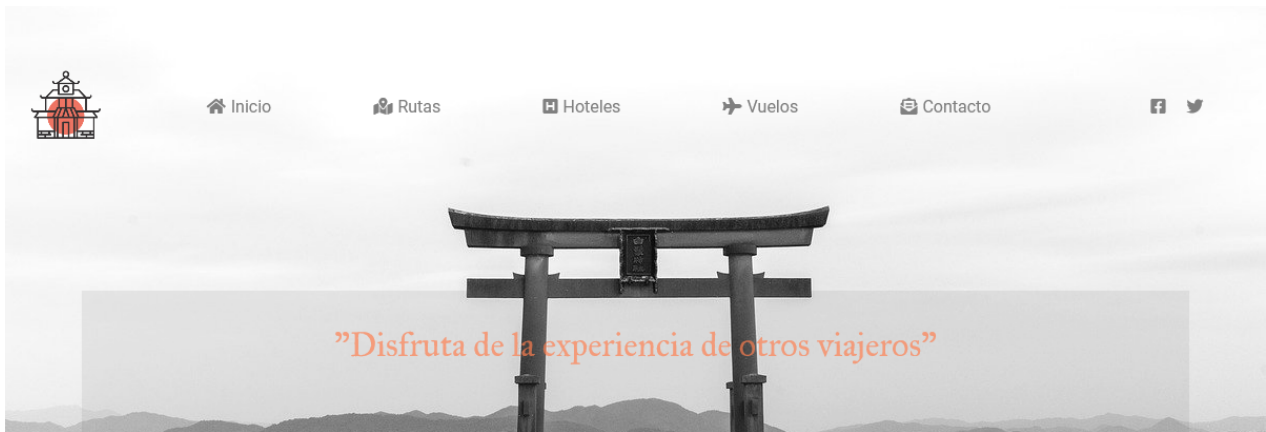 Inicio
Rutas
Hoteles
Vuelos
Contacto
”Disfruta de la experiencia de otros viajeros”